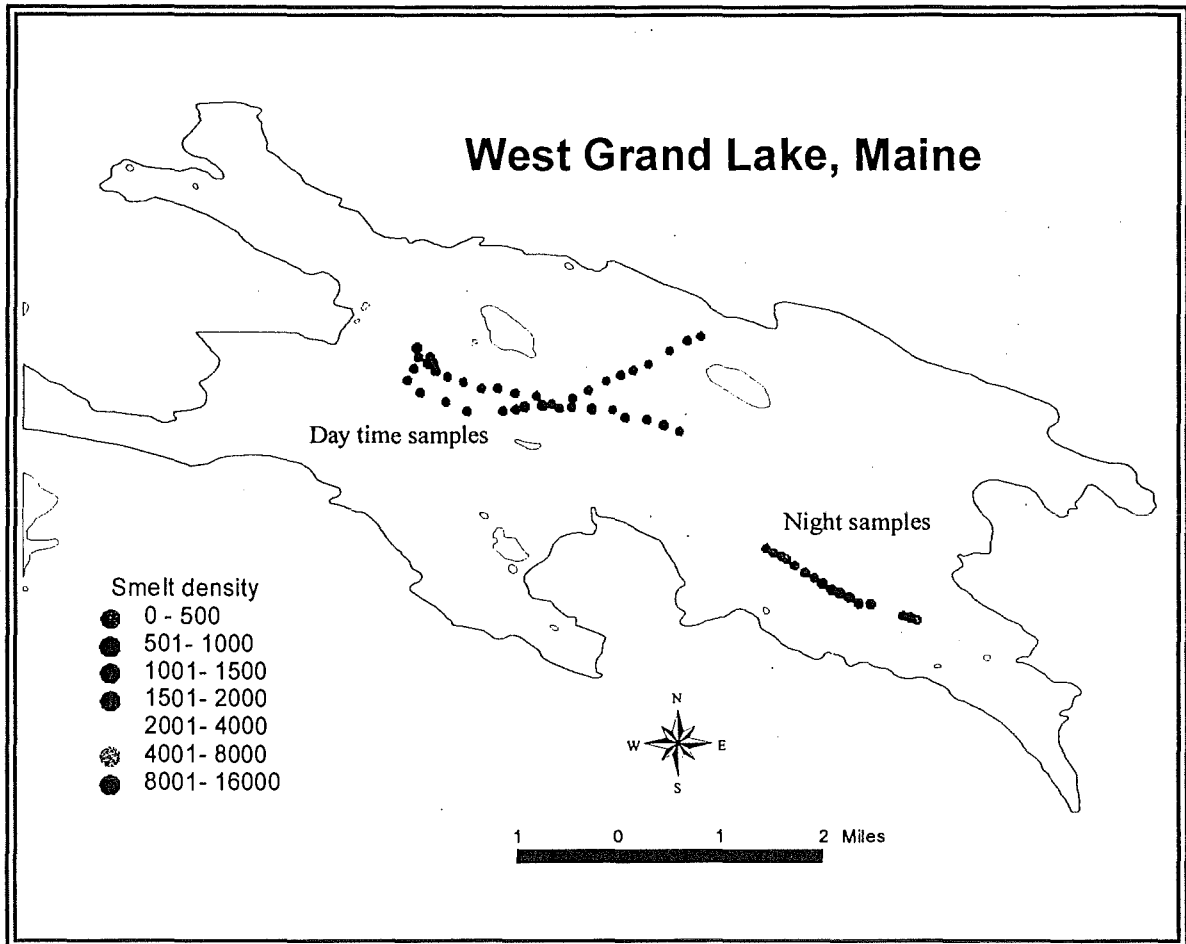 West Grand Lake, Maine
Day time samples
Night samples
Smelt density
0 - 500
501- 1000
1001- 1500
1501- 2000
2001- 4000
4001- 8000
8001- 16000
N
W E
S
1 0 1 2 Miles